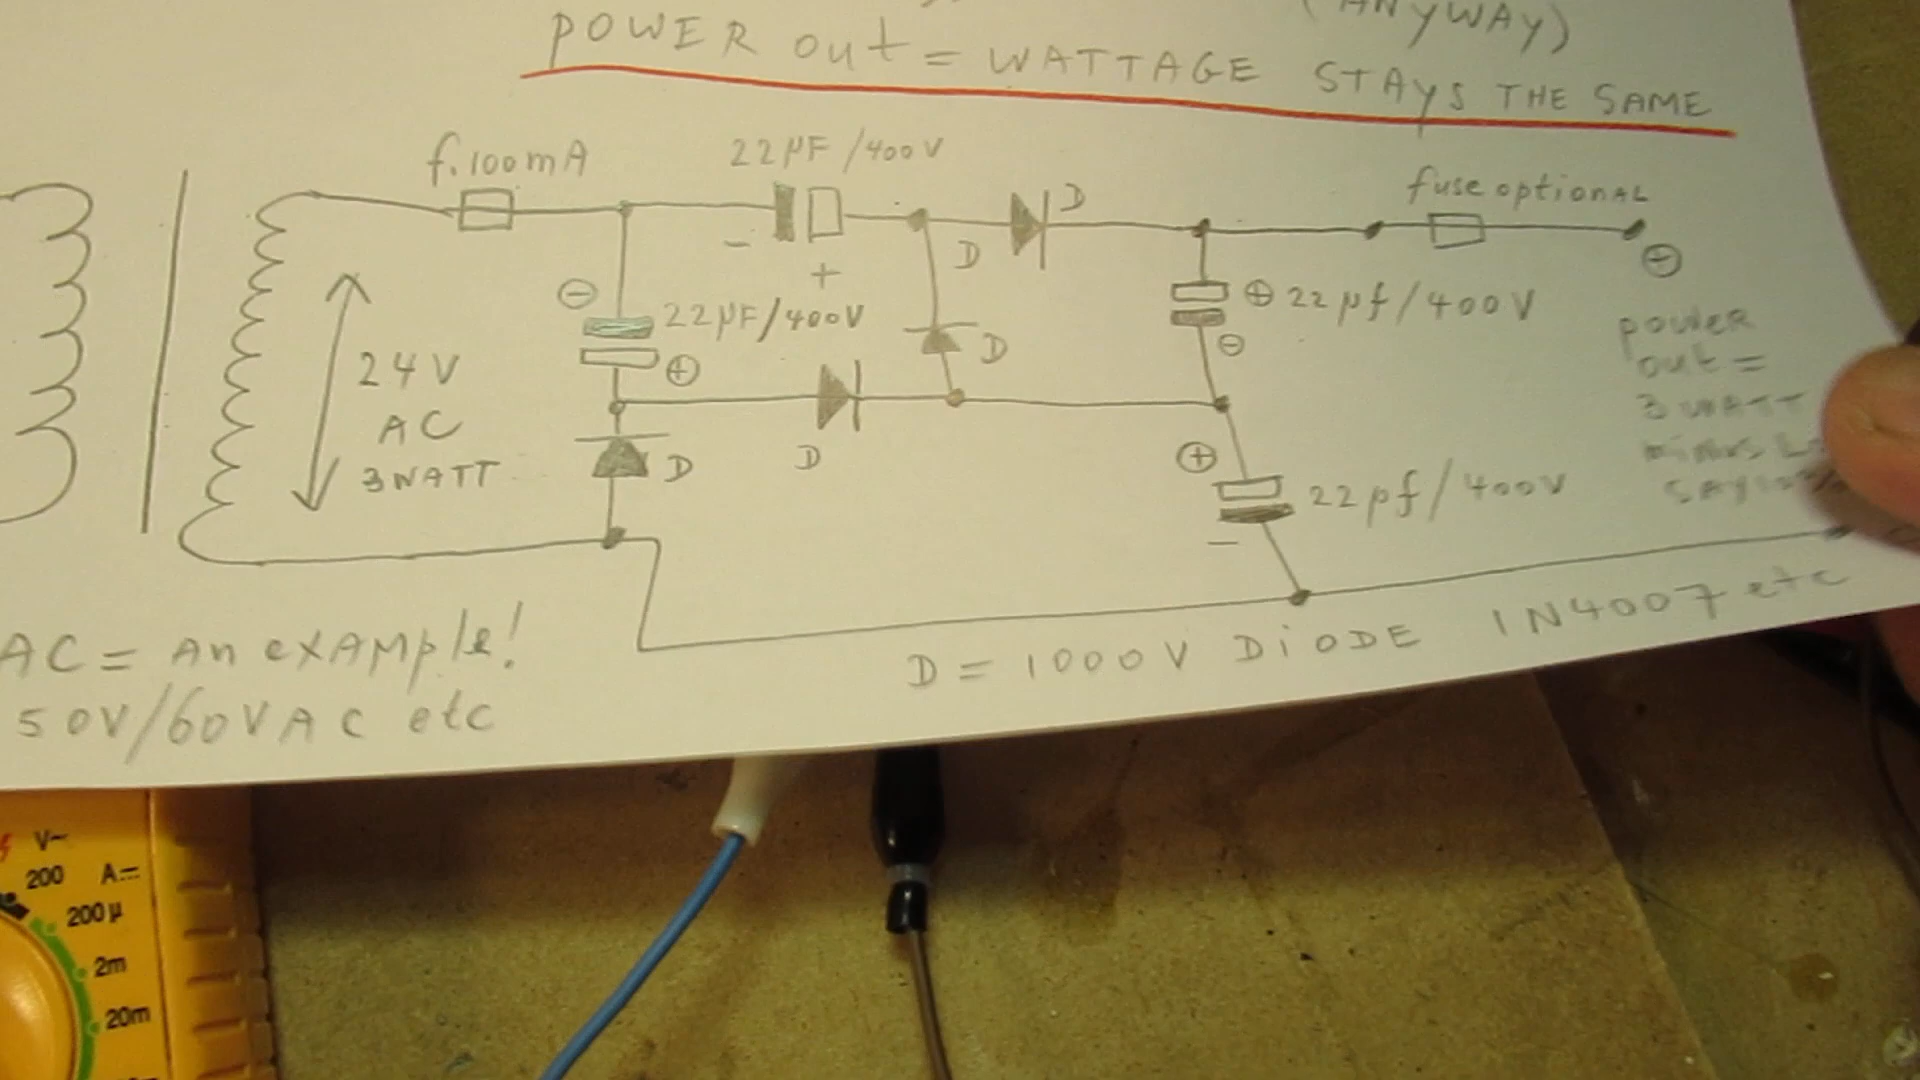 (ANYWAY)
POWER out = WATTAGE STAYS THE SAME
f.100mA
22µF/400V
D
fuse optional
-
+
D
+
-
22µF/400V
+ 22µf/400V
24V
AC
3WATT
+
D
-
POWER
out =
3 WATT
minus
D
D
+
22µf/400V
-
AC = An exAMple!
50V/60VAC etc
D = 1000V DiODE 1N4007 etc
V~
200 A
200µ
2m
20m